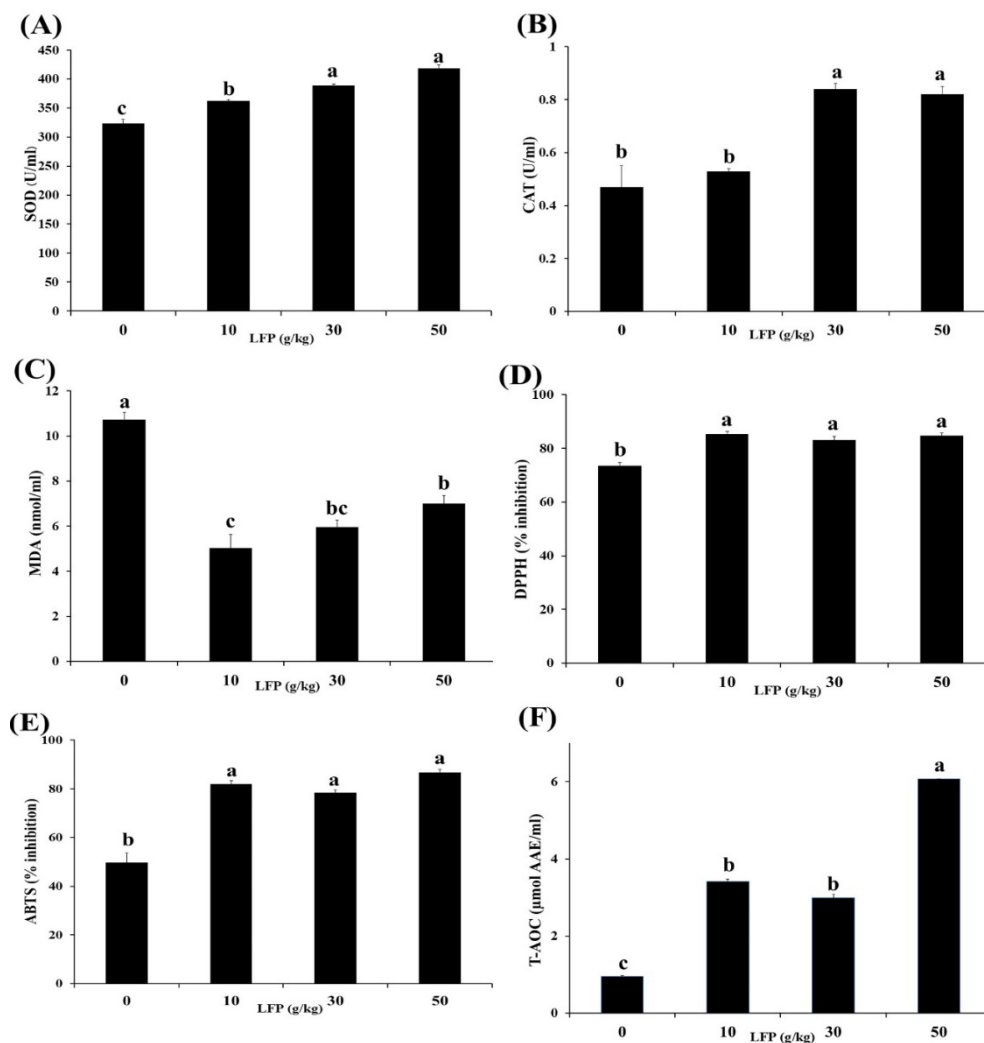 (A)
450
400
350
300
250
200
150
100
50
0
SOD (U/ml)
c
b
a
a
0
10
30
50
LFP (g/kg)
(B)
1
0.8
0.6
0.4
0.2
0
CAT (U/ml)
b
b
a
a
0
10
30
50
LFP (g/kg)
(C)
12
10
8
6
4
2
0
MDA (nmol/ml)
a
c
bc
b
0
10
30
50
LFP (g/kg)
(D)
100
80
60
40
20
0
DPPH (% inhibition)
b
a
a
a
0
10
30
50
LFP (g/kg)
(E)
100
80
60
40
20
0
ABTS (% inhibition)
b
a
a
a
0
10
30
50
LFP (g/kg)
(F)
6
4
2
0
T-AOC (µmol AAE/ml)
c
b
b
a
0
10
30
50
LFP (g/kg)